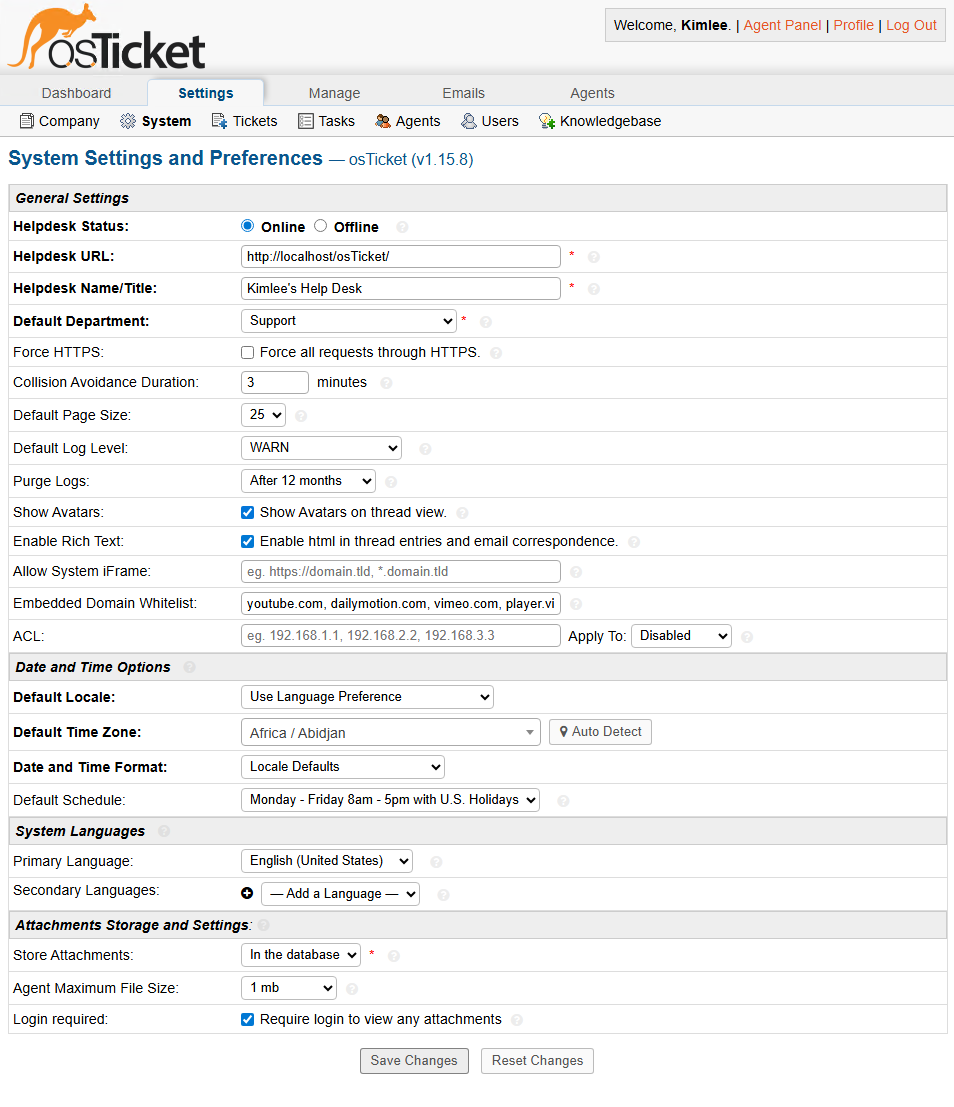 osTicket
Welcome, Kimlee. | Agent Panel | Profile | Log Out
Dashboard Settings Manage Emails Agents
Company System Tickets Tasks Agents Users Knowledgebase
System Settings and Preferences — osTicket (v1.15.8)
General Settings
Helpdesk Status: Online Offline ?
Helpdesk URL: http://localhost/osTicket/ * ?
Helpdesk Name/Title: Kimlee's Help Desk * ?
Default Department: Support * ?
Force HTTPS: Force all requests through HTTPS. ?
Collision Avoidance Duration: 3 minutes ?
Default Page Size: 25 ?
Default Log Level: WARN ?
Purge Logs: After 12 months ?
Show Avatars: Show Avatars on thread view. ?
Enable Rich Text: Enable html in thread entries and email correspondence. ?
Allow System iFrame: eg. https://domain.tld, *.domain.tld ?
Embedded Domain Whitelist: youtube.com, dailymotion.com, vimeo.com, player.vi ?
ACL: eg. 192.168.1.1, 192.168.2.2, 192.168.3.3 Apply To: Disabled ?
Date and Time Options ?
Default Locale: Use Language Preference
Default Time Zone: Africa / Abidjan Auto Detect
Date and Time Format: Locale Defaults
Default Schedule: Monday - Friday 8am - 5pm with U.S. Holidays ?
System Languages ?
Primary Language: English (United States) ?
Secondary Languages: — Add a Language — ?
Attachments Storage and Settings: ?
Store Attachments: In the database * ?
Agent Maximum File Size: 1 mb ?
Login required: Require login to view any attachments ?
Save Changes Reset Changes